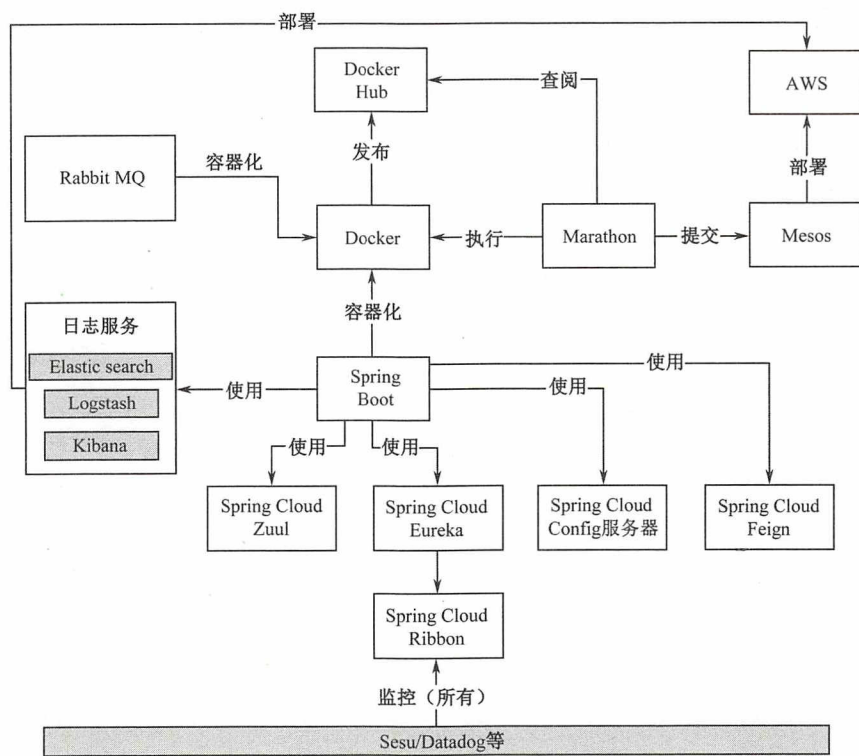 部署
Docker
Hub
查阅
AWS
Rabbit MQ
容器化
发布
部署
Docker
执行
Marathon
提交
Mesos
日志服务
容器化
Elastic search
Logstash
Kibana
使用
Spring
Boot
使用
使用
使用
使用
Spring Cloud
Zuul
Spring Cloud
Eureka
Spring Cloud
Config服务器
Spring Cloud
Feign
Spring Cloud
Ribbon
监控（所有）
Sesu/Datadog等